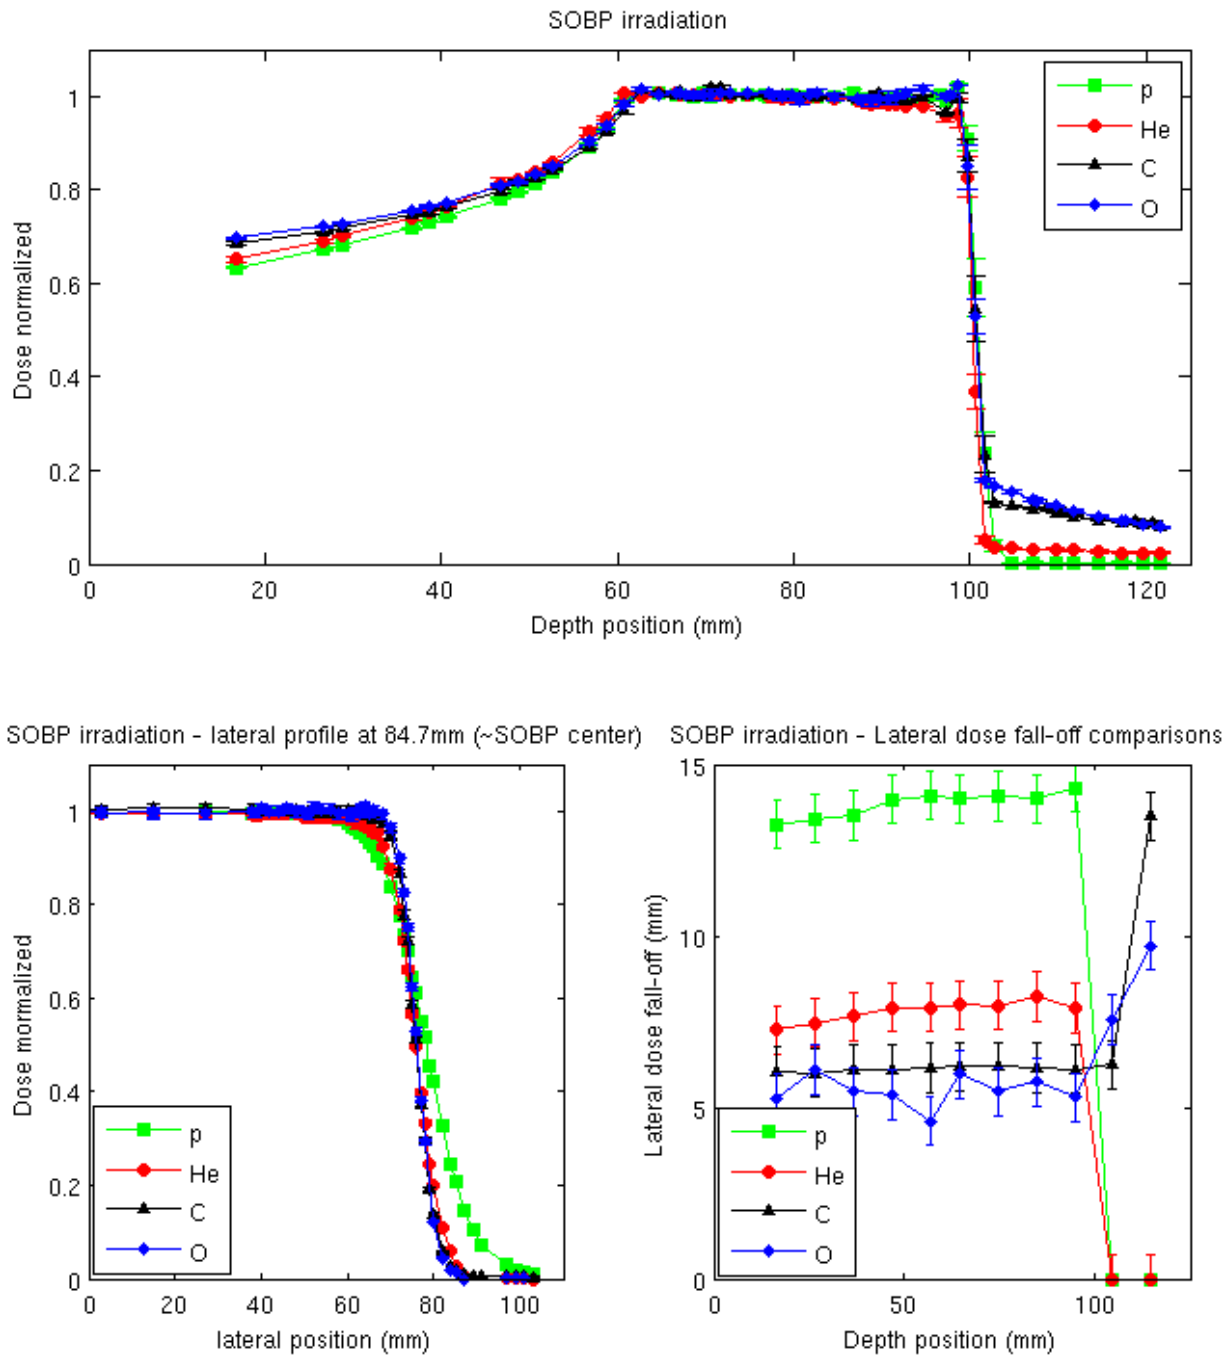 SOBP irradiation
1
0.8
0.6
0.4
0.2
0
Dose normalized
p
He
C
O
0 20 40 60 80 100 120
Depth position (mm)
SOBP irradiation - lateral profile at 84.7mm (~SOBP center)
1
0.8
0.6
0.4
0.2
0
Dose mormalized
p
He
C
O
0 20 40 60 80 100
lateral position (mm)
SOBP irradiation - Lateral dose fall-off comparisons
15
10
5
0
Lateral dose fall-off (mm)
p
He
C
O
0 50 100
Depth position (mm)